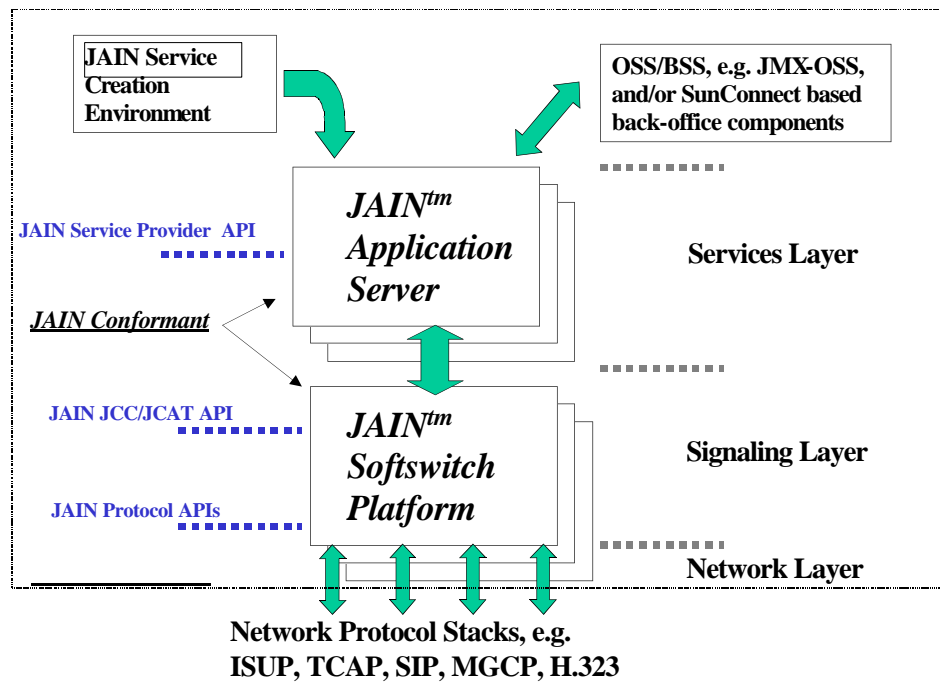 JAIN Service
Creation
Environment
OSS/BSS, e.g. JMX-OSS,
and/or SunConnect based
back-office components
JAINtm
Application
Server
JAIN Service Provider API
Services Layer
JAIN Conformant
JAIN JCC/JCAT API
JAINtm
Softswitch
Platform
Signaling Layer
JAIN Protocol APIs
Network Layer
Network Protocol Stacks, e.g.
ISUP, TCAP, SIP, MGCP, H.323